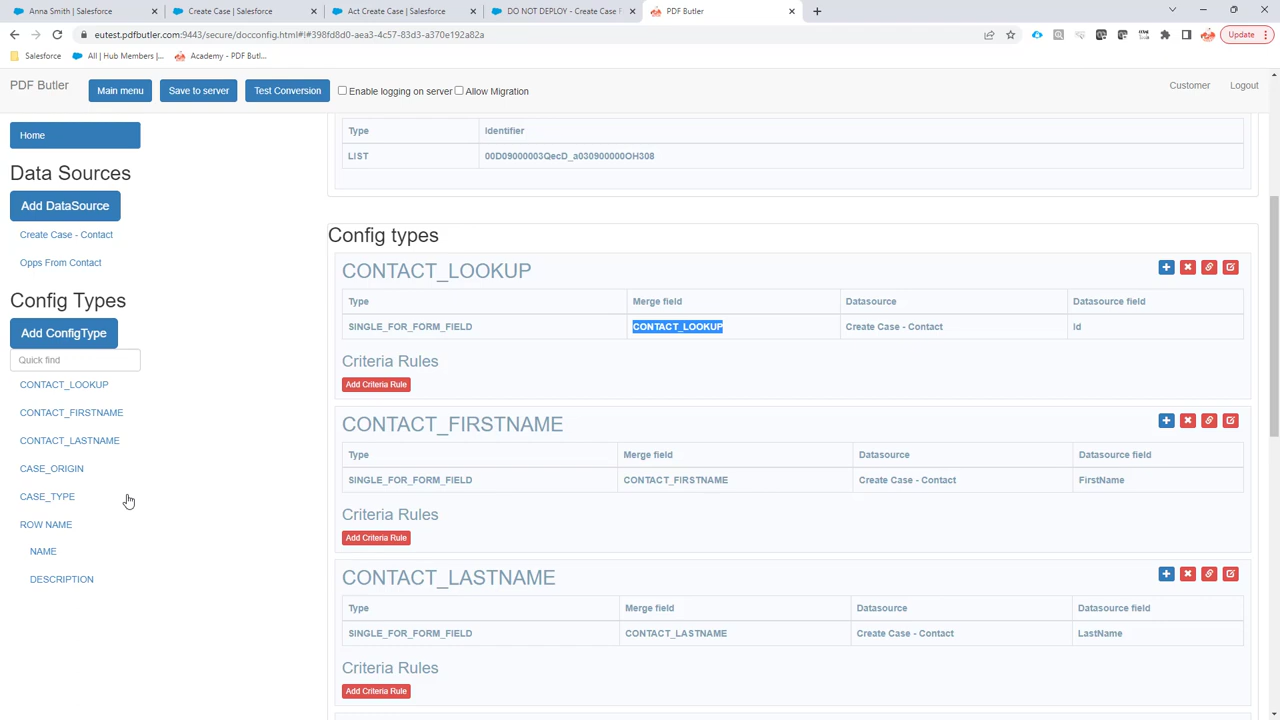 Anna Smith | Salesforce
Create Case | Salesforce
Act Create Case | Salesforce
DO NOT DEPLOY - Create Case F
PDF Butler
eutest.pdfbutler.com:9443/secure/docconfig.html#l#398fd8d0-aea3-4c57-83d3-a370e192a82a
Update
Salesforce
All | Hub Members |...
Academy - PDF Butl...
PDF Butler
Main menu
Save to server
Test Conversion
Enable logging on server
Allow Migration
Customer
Logout
Home
Data Sources
Add DataSource
Create Case - Contact
Opps From Contact
Config Types
Add ConfigType
Quick find
CONTACT_LOOKUP
CONTACT_FIRSTNAME
CONTACT_LASTNAME
CASE_ORIGIN
CASE_TYPE
ROW NAME
NAME
DESCRIPTION
Type Identifier
LIST 00D09000003QecD_a030900000OH308
Config types
CONTACT_LOOKUP
Type Merge field Datasource Datasource field
SINGLE_FOR_FORM_FIELD CONTACT_LOOKUP Create Case - Contact Id
Criteria Rules
Add Criteria Rule
CONTACT_FIRSTNAME
Type Merge field Datasource Datasource field
SINGLE_FOR_FORM_FIELD CONTACT_FIRSTNAME Create Case - Contact FirstName
Criteria Rules
Add Criteria Rule
CONTACT_LASTNAME
Type Merge field Datasource Datasource field
SINGLE_FOR_FORM_FIELD CONTACT_LASTNAME Create Case - Contact LastName
Criteria Rules
Add Criteria Rule